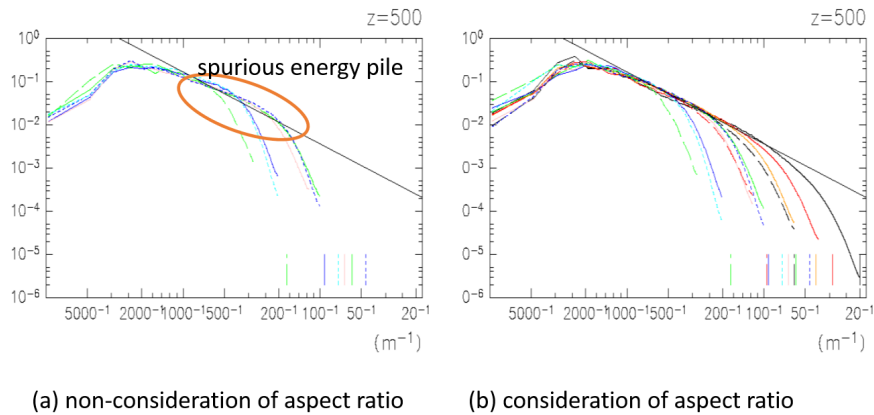 z=500
z=500
10⁰
10⁻¹
10⁻²
10⁻³
10⁻⁴
10⁻⁵
10⁻⁶
spurious energy pile
5000⁻¹ 2000⁻¹ 1000⁻¹ 500⁻¹ 200⁻¹ 100⁻¹ 50⁻¹ 20⁻¹
(m⁻¹)
10⁰
10⁻¹
10⁻²
10⁻³
10⁻⁴
10⁻⁵
10⁻⁶
5000⁻¹ 2000⁻¹ 1000⁻¹ 500⁻¹ 200⁻¹ 100⁻¹ 50⁻¹ 20⁻¹
(m⁻¹)
(a) non-consideration of aspect ratio
(b) consideration of aspect ratio